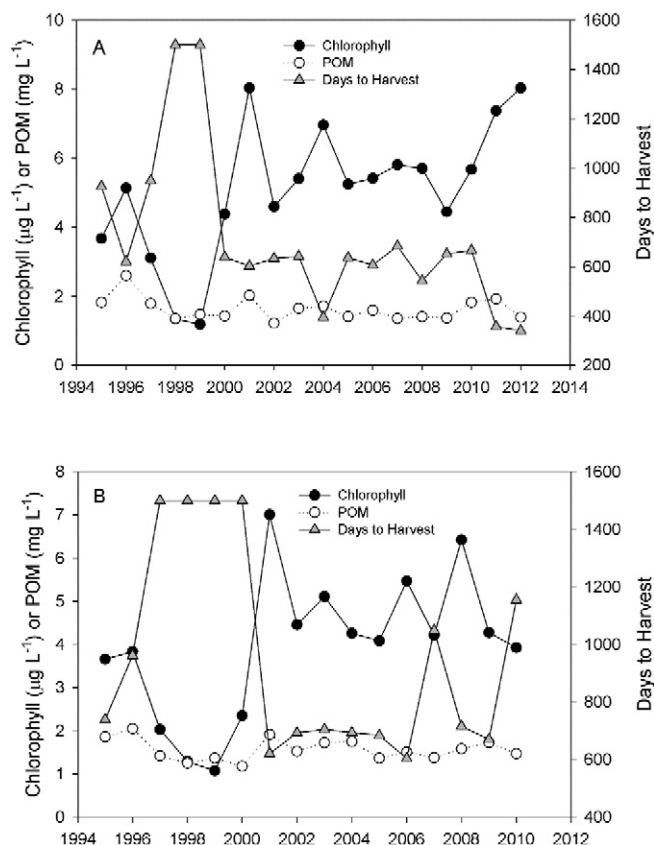 A
Chlorophyll
POM
Days to Harvest
Chlorophyll (μg L-1) or POM (mg L-1)
10
8
6
4
2
0
1600
1400
1200
1000
800
600
400
200
Days to Harvest
1994 1996 1998 2000 2002 2004 2006 2008 2010 2012 2014
B
Chlorophyll
POM
Days to Harvest
Chlorophyll (μg L-1) or POM (mg L-1)
8
7
6
5
4
3
2
1
0
1600
1400
1200
1000
800
600
400
Days to Harvest
1994 1996 1998 2000 2002 2004 2006 2008 2010 2012